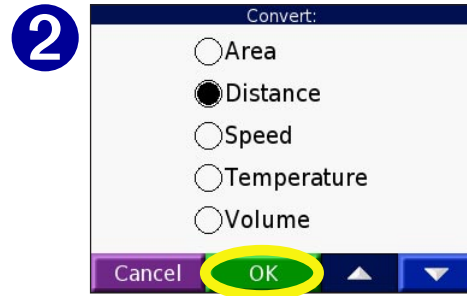 2
Convert:
Area
Distance
Speed
Temperature
Volume
Cancel OK